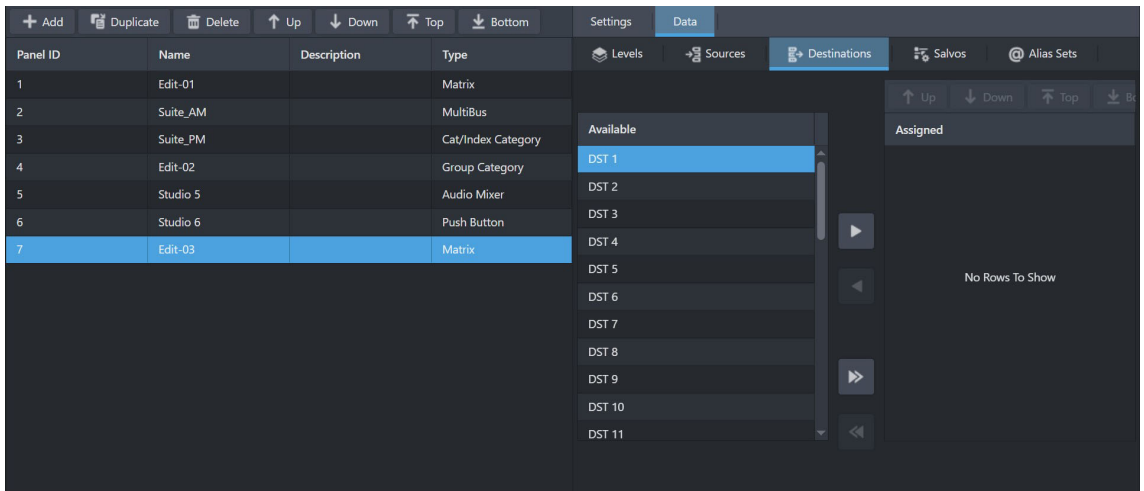 Add Duplicate Delete Up Down Top Bottom
Panel ID Name Description Type
1 Edit-01 Matrix
2 Suite_AM MultiBus
3 Suite_PM Cat/Index Category
4 Edit-02 Group Category
5 Studio 5 Audio Mixer
6 Studio 6 Push Button
7 Edit-03 Matrix
Settings Data
Levels Sources Destinations Salvos @ Alias Sets
Up Down Top Bo
Available
DST 1
DST 2
DST 3
DST 4
DST 5
DST 6
DST 7
DST 8
DST 9
DST 10
DST 11
Assigned
No Rows To Show